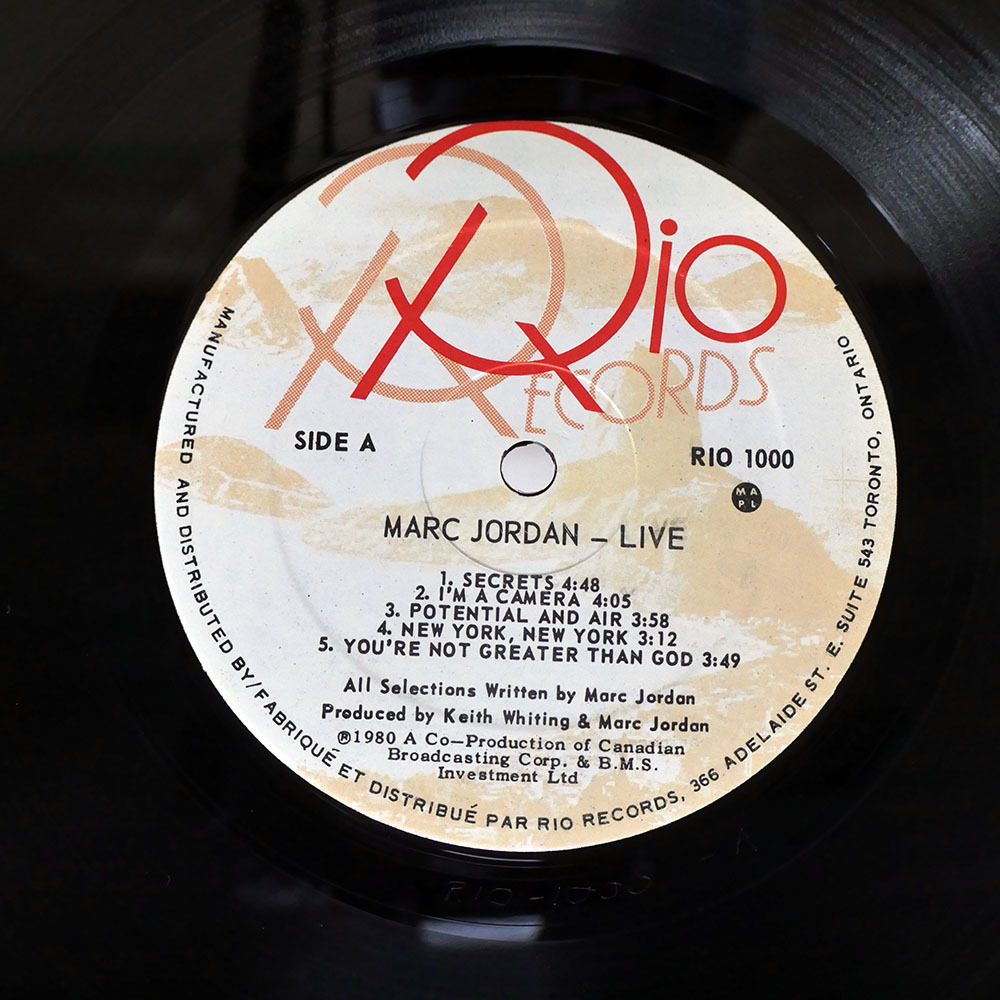 Rio
RECORDS
SIDE A
RIO 1000
MA
PL
MARC JORDAN – LIVE
1. SECRETS 4:48
2. I'M A CAMERA 4:05
3. POTENTIAL AND AIR 3:58
4. NEW YORK, NEW YORK 3:12
5. YOU'RE NOT GREATER THAN GOD 3:49
All Selections Written by Marc Jordan
Produced by Keith Whiting & Marc Jordan
℗1980 A Co–Production of Canadian
Broadcasting Corp. & B.M.S.
Investment Ltd
MANUFACTURED AND DISTRIBUTED BY/FABRIQUÉ ET DISTRIBUÉ PAR RIO RECORDS, 366 ADELAIDE ST. E. SUITE 543 TORONTO, ONTARIO
RIO-1000 -A